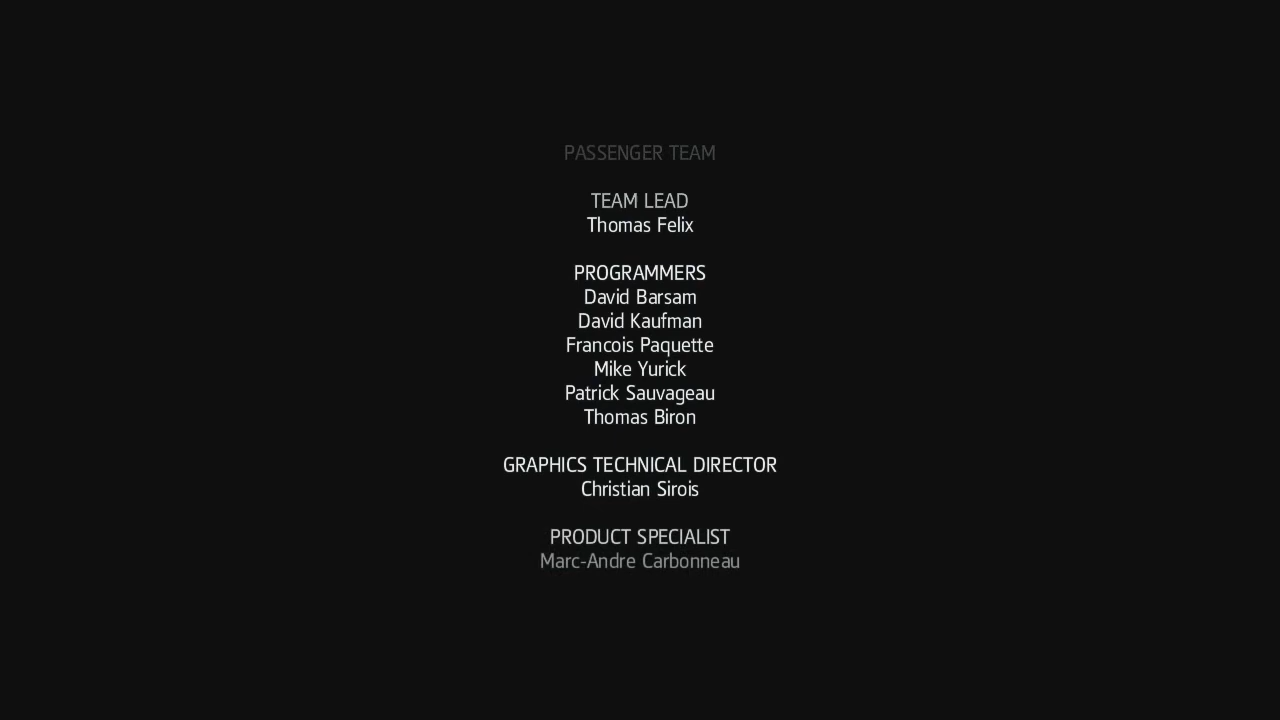 PASSENGER TEAM
TEAM LEAD
Thomas Felix
PROGRAMMERS
David Barsam
David Kaufman
Francois Paquette
Mike Yurick
Patrick Sauvageau
Thomas Biron
GRAPHICS TECHNICAL DIRECTOR
Christian Sirois
PRODUCT SPECIALIST
Marc-Andre Carbonneau